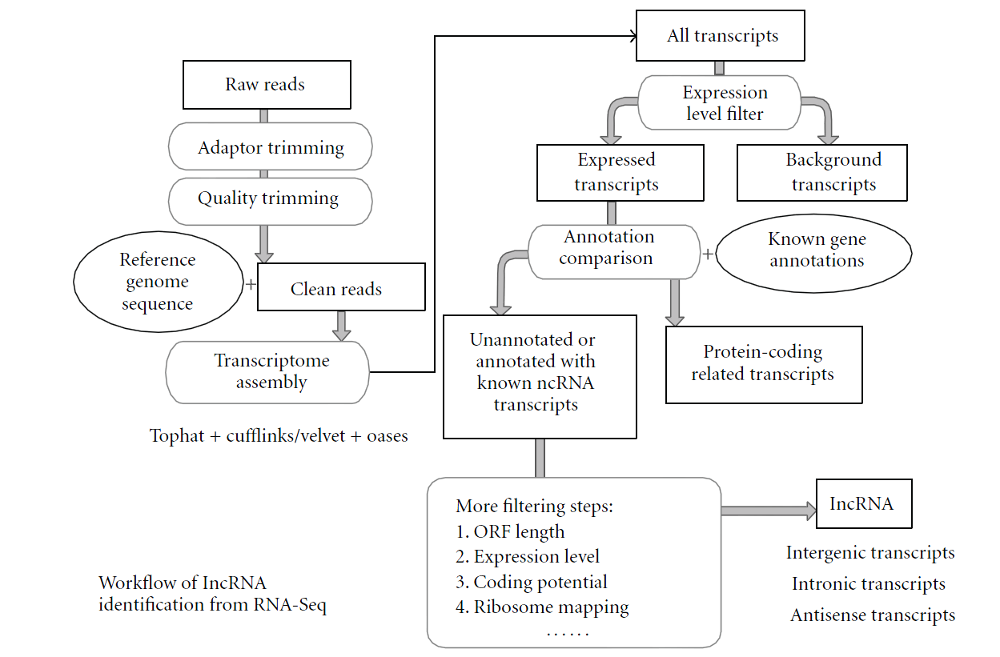 Raw reads
Adaptor trimming
Quality trimming
Reference
genome
sequence
+
Clean reads
Transcriptome
assembly
Tophat + cufflinks/velvet + oases
All transcripts
Expression
level filter
Expressed
transcripts
Background
transcripts
Annotation
comparison
+
Known gene
annotations
Unannotated or
annotated with
known ncRNA
transcripts
Protein-coding
related transcripts
More filtering steps:
1. ORF length
2. Expression level
3. Coding potential
4. Ribosome mapping
......
IncRNA
Intergenic transcripts
Intronic transcripts
Antisense transcripts
Workflow of IncRNA
identification from RNA-Seq